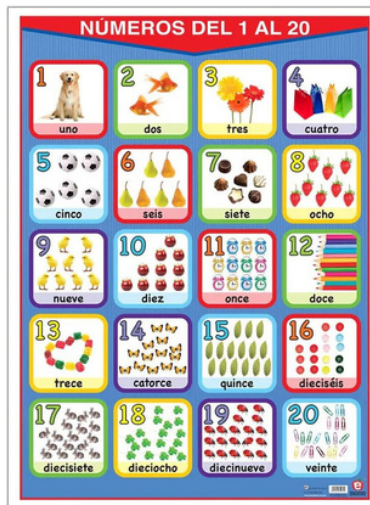 NÚMEROS DEL 1 AL 20
1
uno
2
dos
3
tres
4
cuatro
5
cinco
6
seis
7
siete
8
ocho
9
nueve
10
diez
11
once
12
doce
13
trece
14
catorce
15
quince
16
dieciséis
17
diecisiete
18
dieciocho
19
diecinueve
20
veinte